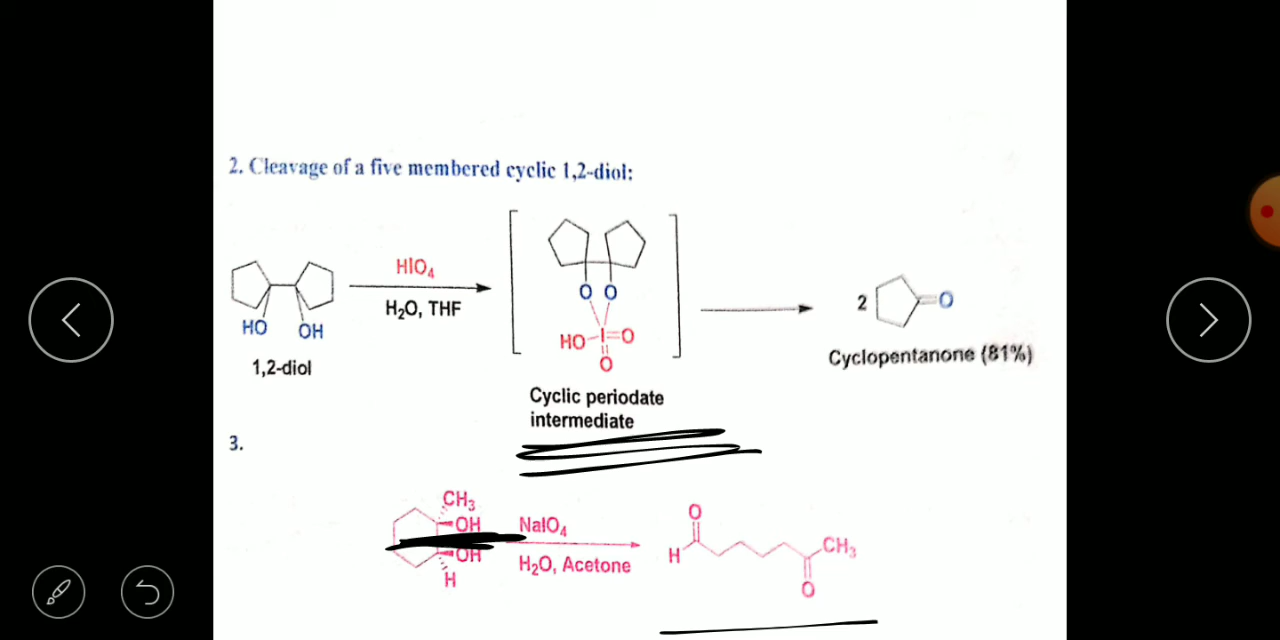 2. Cleavage of a five membered cyclic 1,2-diol:
HO OH
1,2-diol
HIO4
H2O, THF
O O
HO I O
O
Cyclic periodate
intermediate
2 O
Cyclopentanone (81%)
3.
CH3
OH
OH
H
NaIO4
H2O, Acetone
O
H
CH3
O